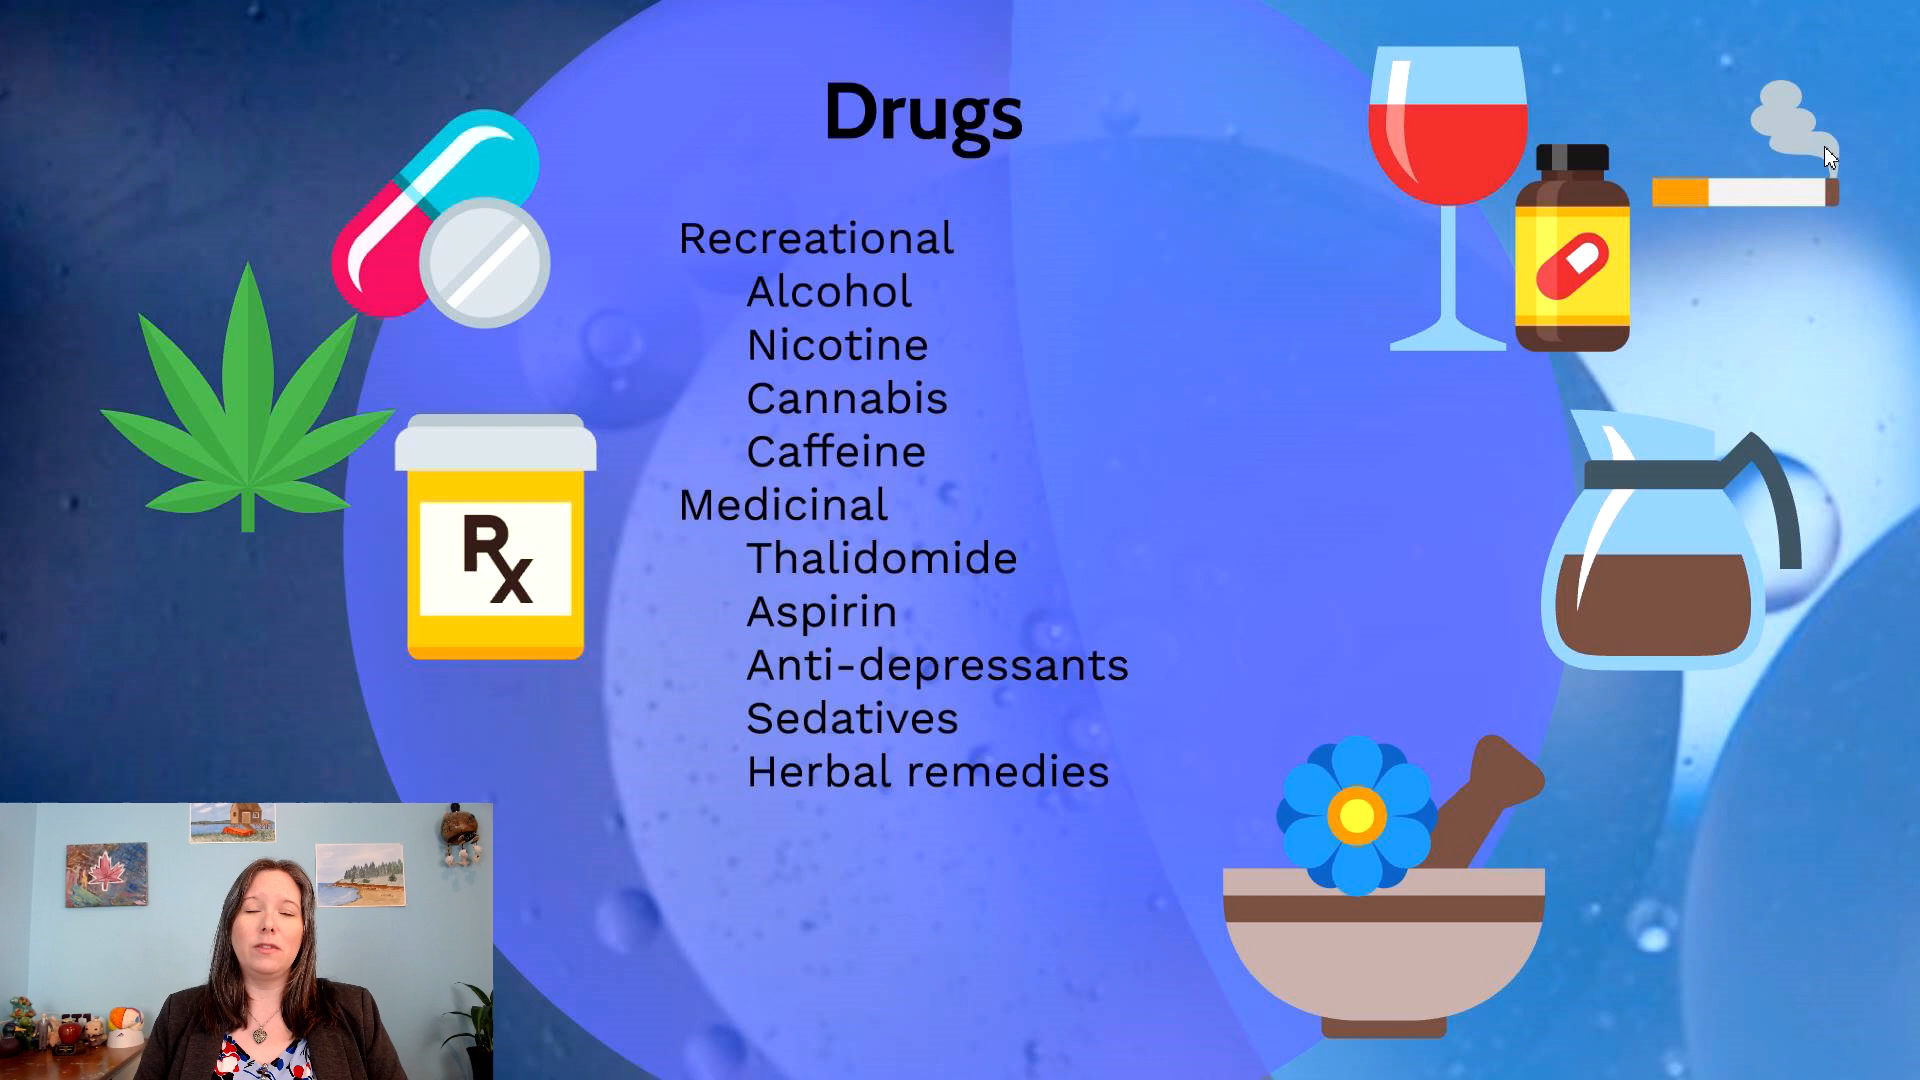 Drugs
Recreational
Alcohol
Nicotine
Cannabis
Caffeine
Medicinal
Thalidomide
Aspirin
Anti-depressants
Sedatives
Herbal remedies
Rx